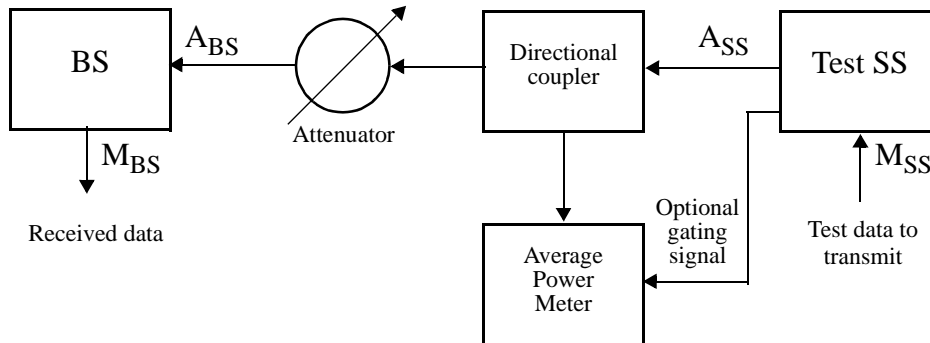 BS
A_BS
Attenuator
M_BS
Received data
Directional
coupler
A_SS
Test SS
M_SS
Optional
gating
signal
Test data to
transmit
Average
Power
Meter